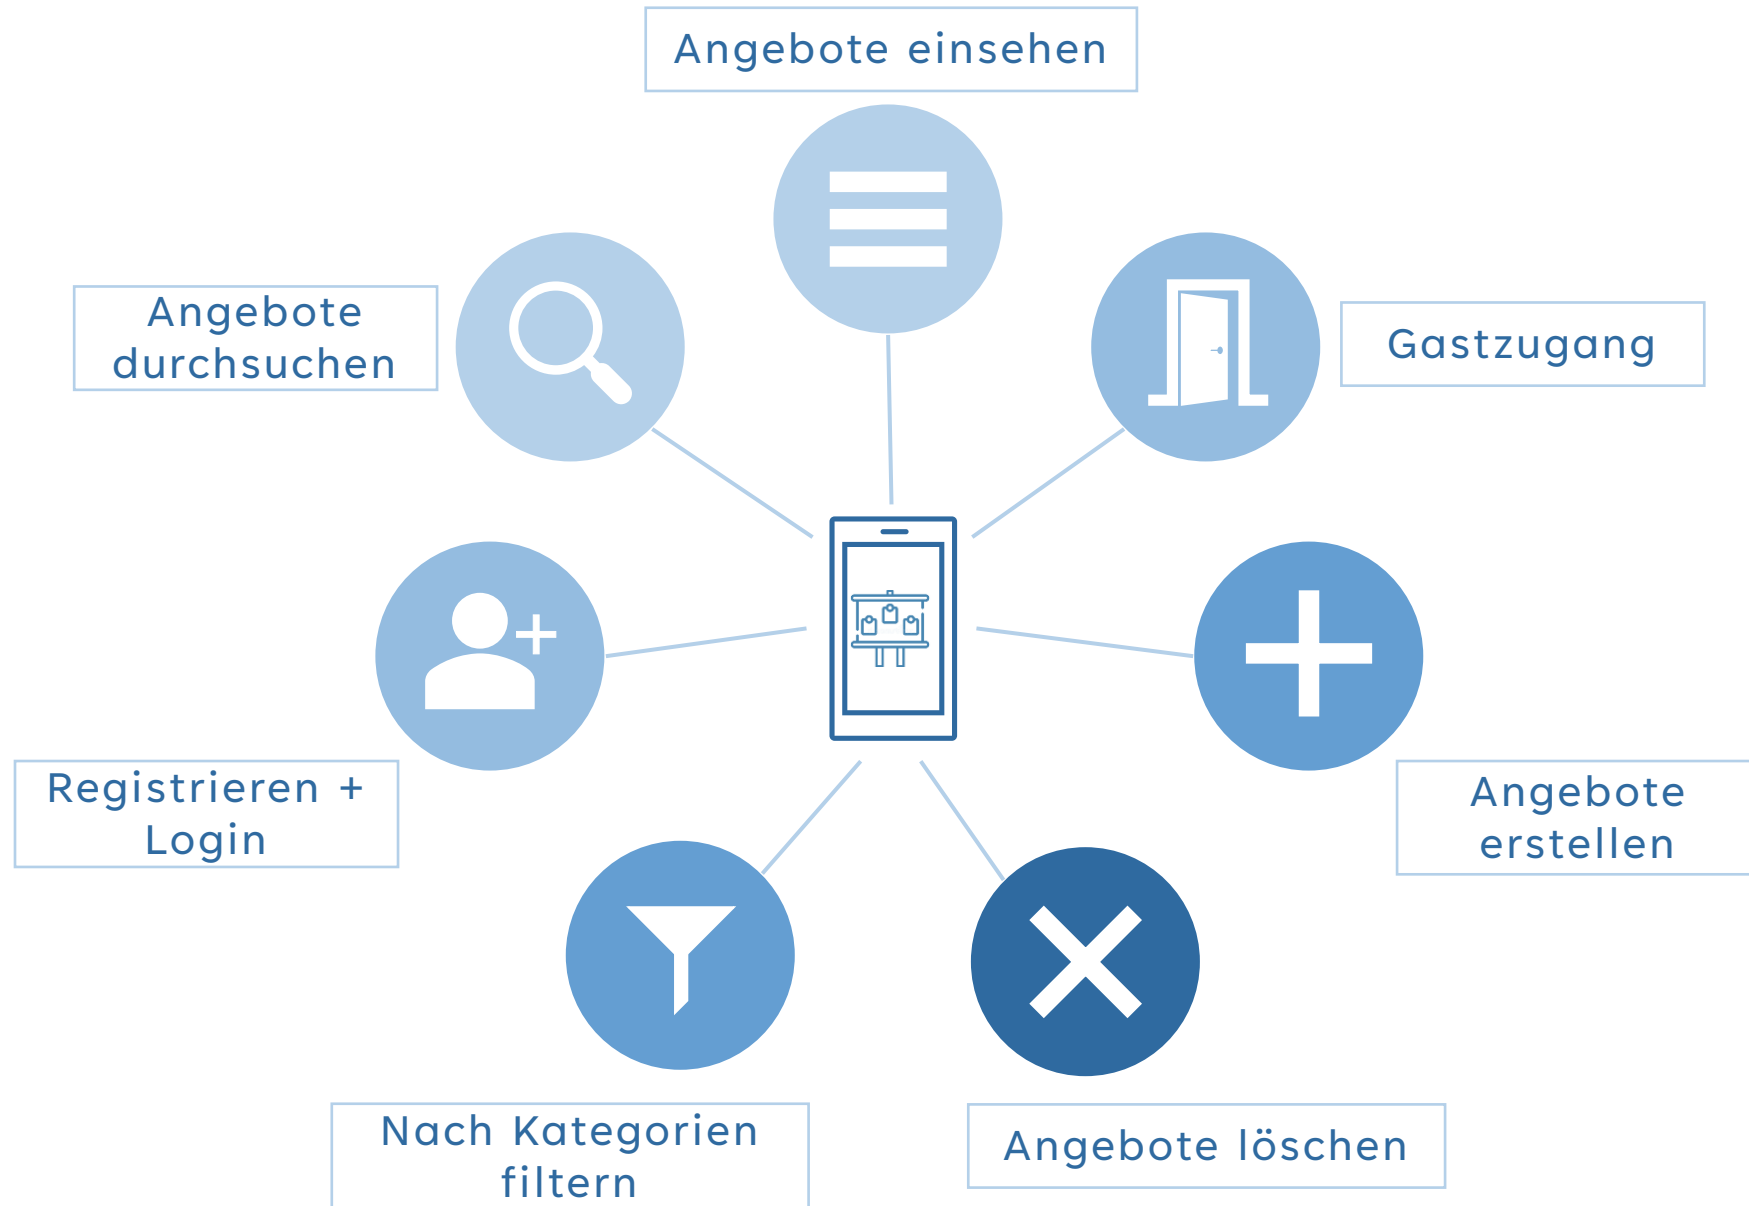 Angebote einsehen
Angebote
durchsuchen
Gastzugang
Registrieren +
Login
Angebote
erstellen
Nach Kategorien
filtern
Angebote löschen